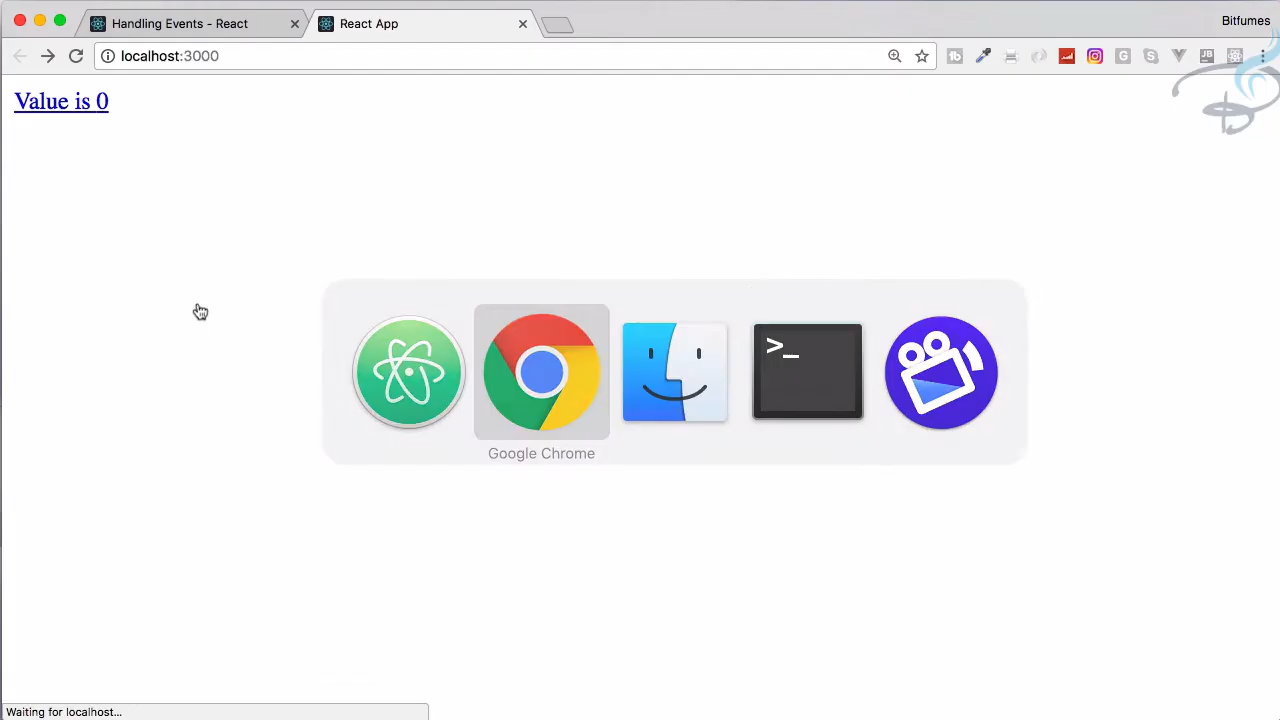 Handling Events - React
React App
Bitfumes
localhost:3000
Value is 0
>_
Google Chrome
Waiting for localhost...